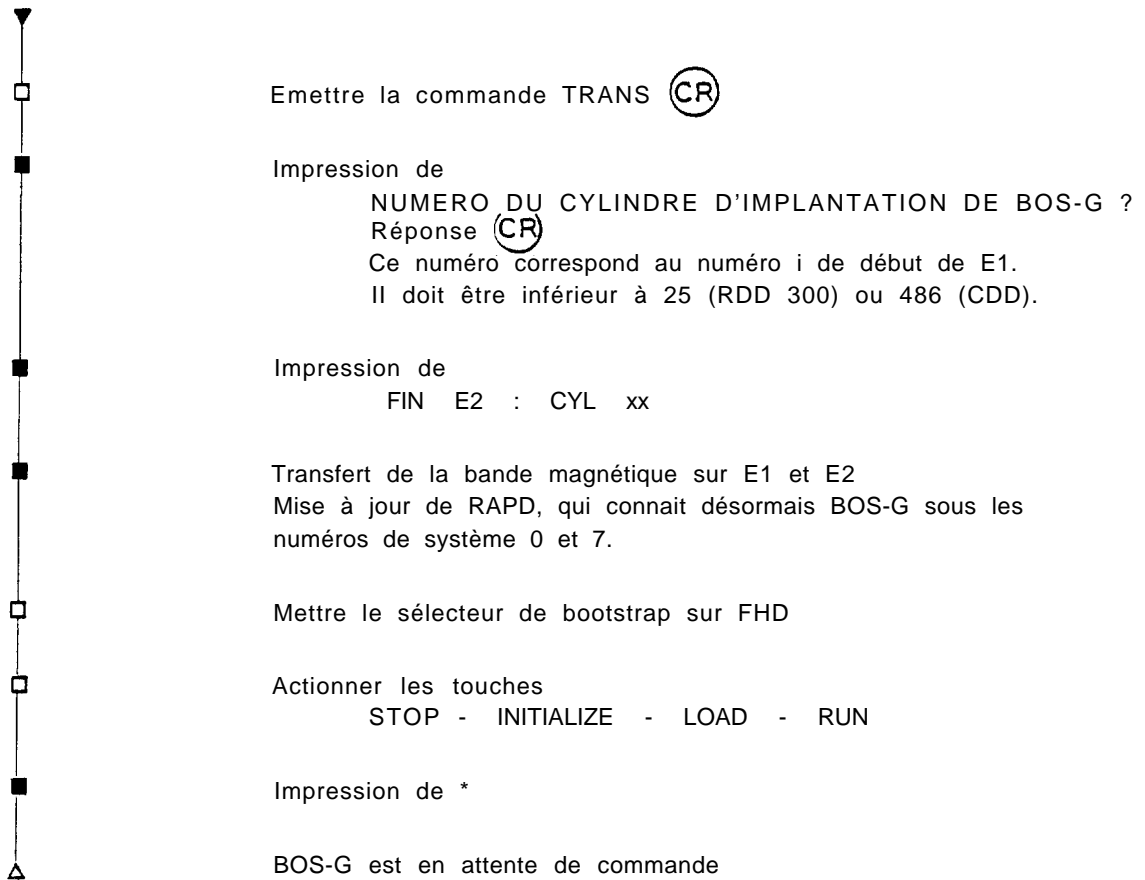 Emettre la commande TRANS CR
Impression de
NUMERO DU CYLINDRE D'IMPLANTATION DE BOS-G ?
Réponse CR
Ce numéro correspond au numéro i de début de E1.
Il doit être inférieur à 25 (RDD 300) ou 486 (CDD).
Impression de
FIN E2 : CYL xx
Transfert de la bande magnétique sur E1 et E2
Mise à jour de RAPD, qui connait désormais BOS-G sous les
numéros de système 0 et 7.
Mettre le sélecteur de bootstrap sur FHD
Actionner les touches
STOP - INITIALIZE - LOAD - RUN
Impression de *
BOS-G est en attente de commande